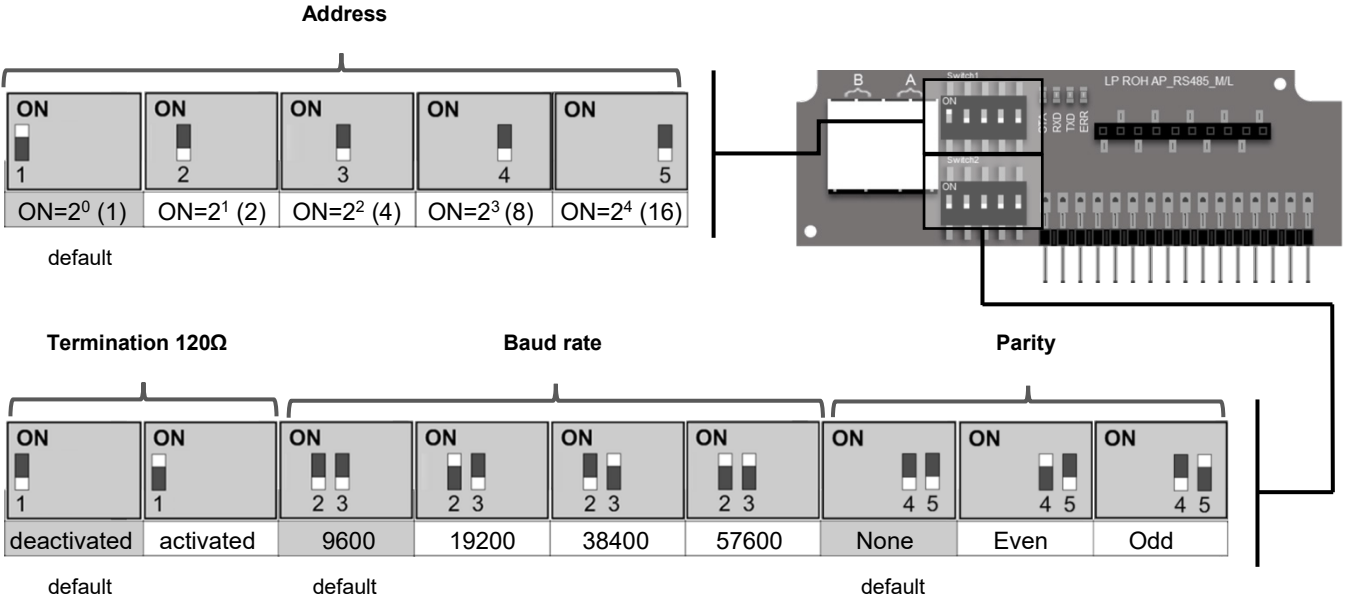 Address
ON ON ON ON ON
1 2 3 4 5
ON=2⁰ (1) ON=2¹ (2) ON=2² (4) ON=2³ (8) ON=2⁴ (16)
default
B A Switch1 LP ROH AP_RS485_M/L
ON
RXD TXD ERR
Switch2
ON
Termination 120Ω Baud rate Parity
ON ON ON ON ON ON ON ON ON
1 1 2 3 2 3 2 3 2 3 4 5 4 5 4 5
deactivated activated 9600 19200 38400 57600 None Even Odd
default default default